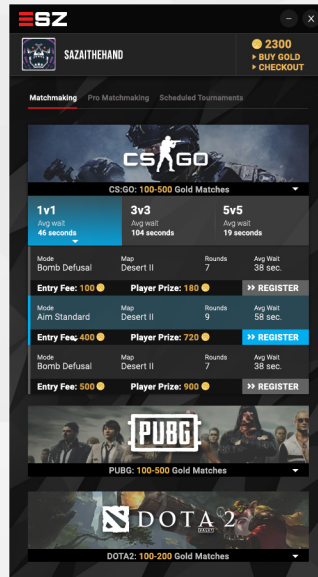 ESZ
SAZAITHEHAND
2300
BUY GOLD
CHECKOUT
Matchmaking Pro Matchmaking Scheduled Tournaments
CS GO
CS:GO: 100-500 Gold Matches
1v1 3v3 5v5
Avg wait Avg wait Avg wait
46 seconds 104 seconds 19 seconds
Mode Map Rounds Avg Wait
Bomb Defusal Desert II 7 38 sec.
Entry Fee: 100 Player Prize: 180 >> REGISTER
Mode Map Rounds Avg Wait
Aim Standard Desert II 9 58 sec.
Entry Fee: 400 Player Prize: 720 >> REGISTER
Mode Map Rounds Avg Wait
Bomb Defusal Desert II 7 38 sec.
Entry Fee: 500 Player Prize: 900 >> REGISTER
PUBG
PUBG: 100-500 Gold Matches
DOTA 2
VALVE
DOTA2: 100-200 Gold Matches